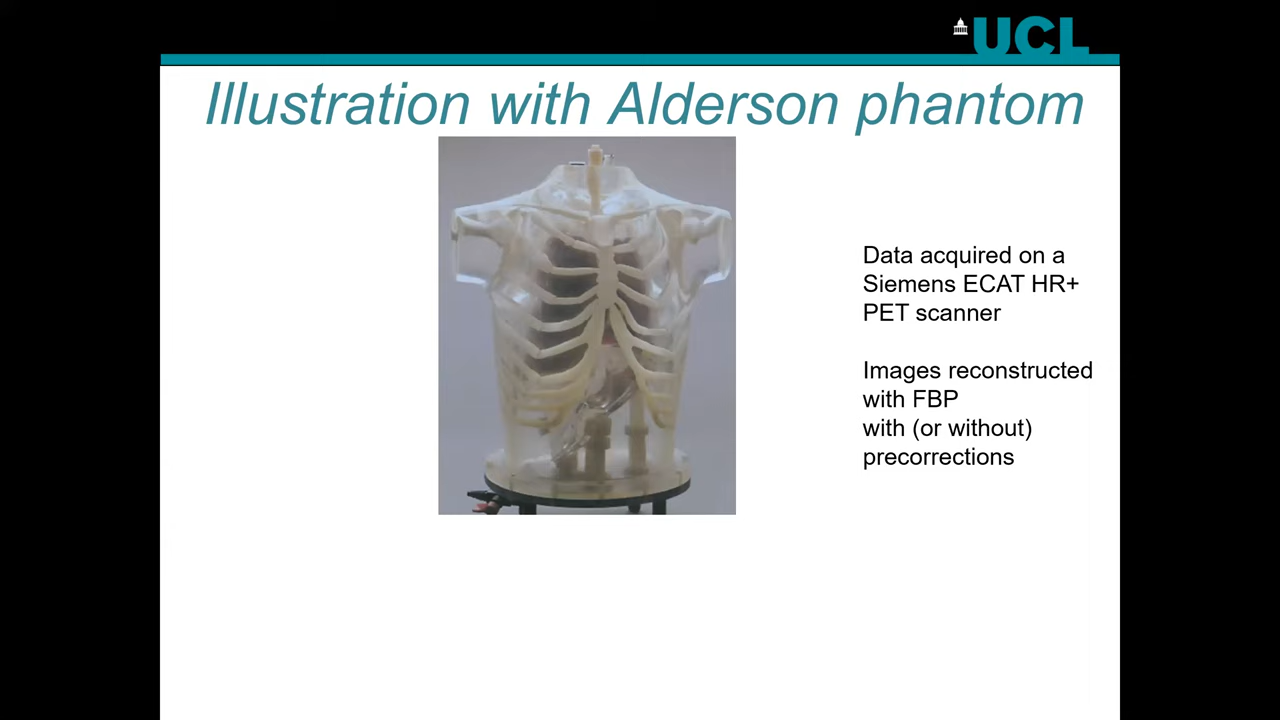 UCL
Illustration with Alderson phantom
Data acquired on a
Siemens ECAT HR+
PET scanner
Images reconstructed
with FBP
with (or without)
precorrections